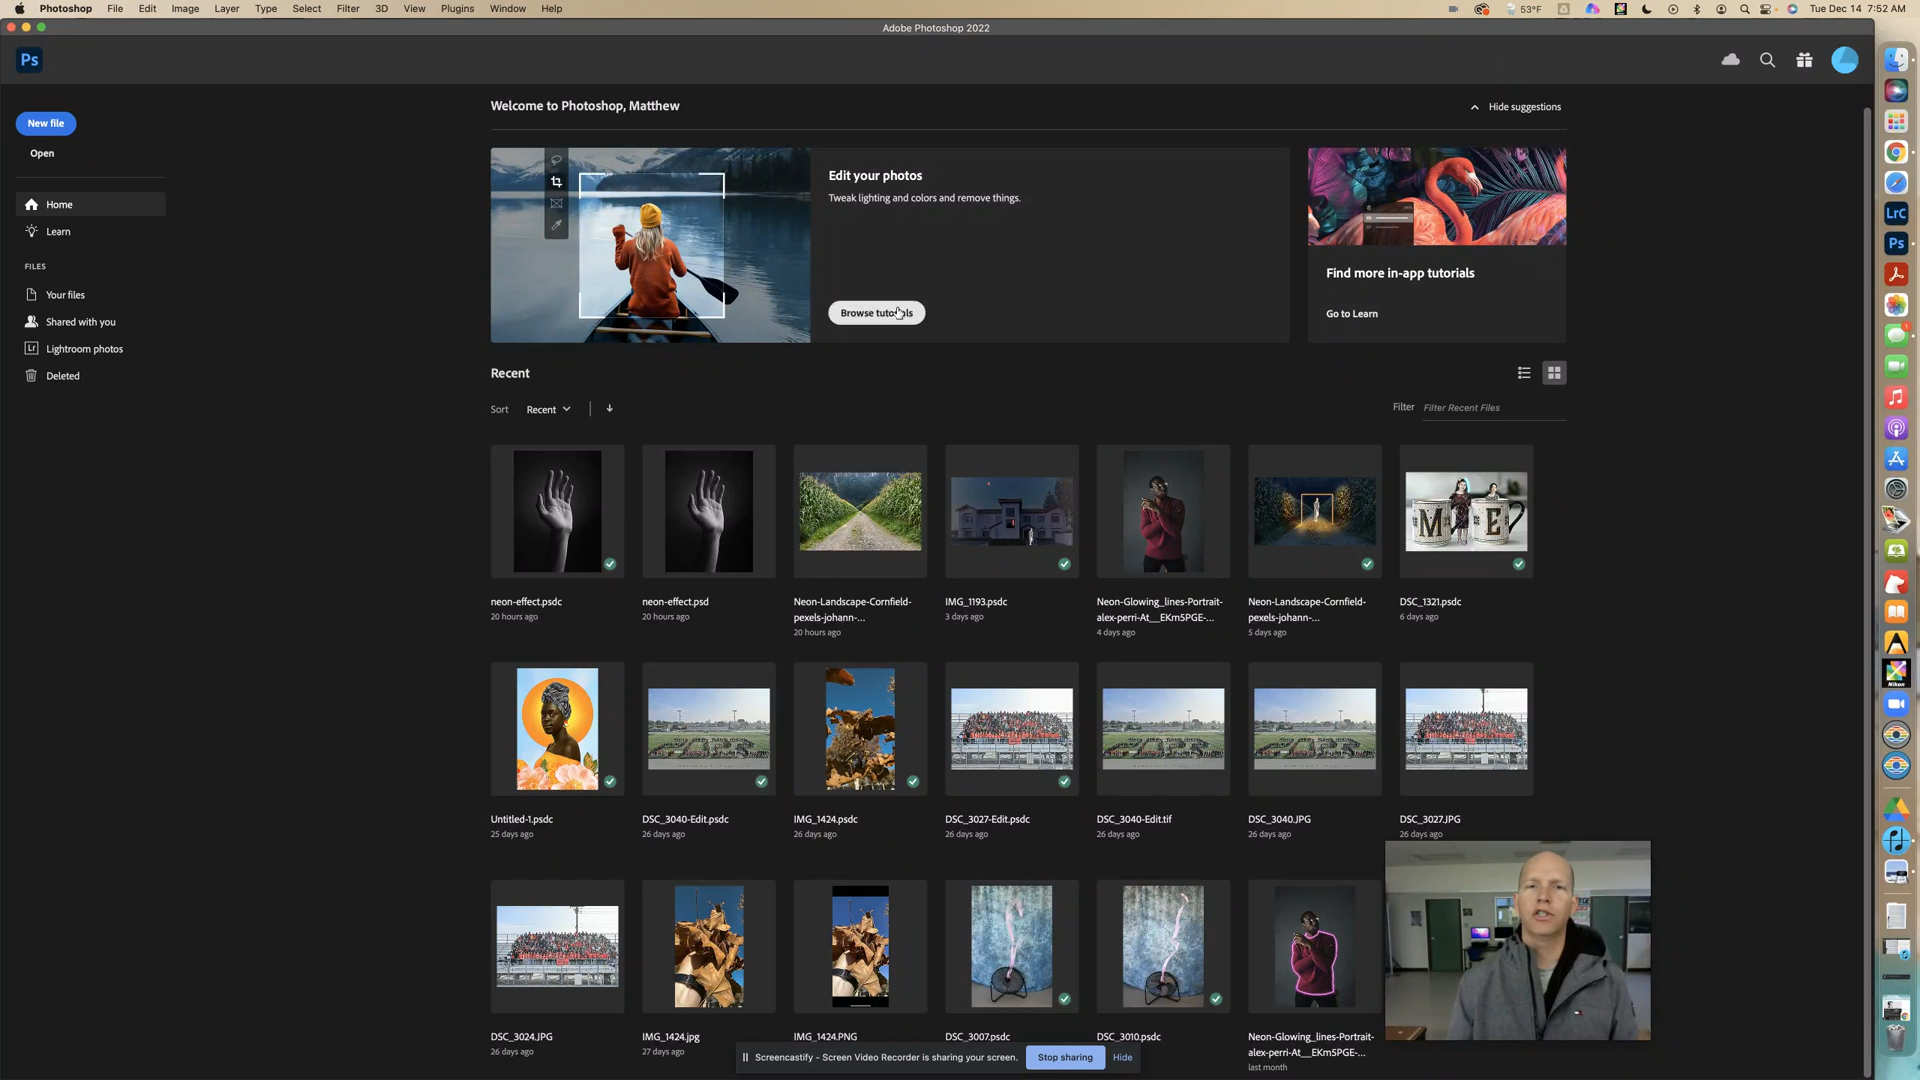 Photoshop File Edit Image Layer Type Select Filter 3D View Plugins Window Help 53°F Tue Dec 14 7:52 AM
Adobe Photoshop 2022
Ps
Welcome to Photoshop, Matthew Hide suggestions
New file
Open
Home
Learn
FILES
Your files
Shared with you
Lr Lightroom photos
Deleted
Edit your photos
Tweak lighting and colors and remove things.
Browse tutorials
Find more in-app tutorials
Go to Learn
Recent
Sort Recent Filter Filter Recent Files
neon-effect.psdc
20 hours ago
neon-effect.psd
20 hours ago
Neon-Landscape-Cornfield-
pexels-johann-...
20 hours ago
IMG_1193.psdc
3 days ago
Neon-Glowing_lines-Portrait-
alex-perri-At__EKm5PGE-...
4 days ago
Neon-Landscape-Cornfield-
pexels-johann-...
5 days ago
M E
DSC_1321.psdc
6 days ago
Untitled-1.psdc
25 days ago
DSC_3040-Edit.psdc
26 days ago
IMG_1424.psdc
26 days ago
DSC_3027-Edit.psdc
26 days ago
DSC_3040-Edit.tif
26 days ago
DSC_3040.JPG
26 days ago
DSC_3027.JPG
26 days ago
DSC_3024.JPG
26 days ago
IMG_1424.jpg
27 days ago
IMG_1424.PNG
DSC_3007.psdc
DSC_3010.psdc
Neon-Glowing_lines-Portrait-
alex-perri-At__EKm5PGE-...
last month
Screencastify - Screen Video Recorder is sharing your screen. Stop sharing Hide
LrC
Ps
Nikon